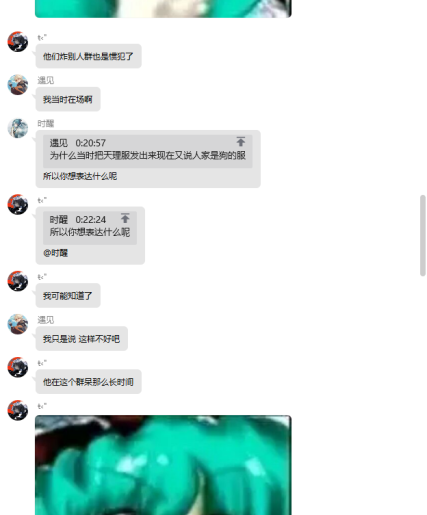 他们炸别人群也是惯犯了
遇见
我当时在场啊
时醒
遇见 0:20:57
为什么当时把天理服发出来现在又说人家是狗的服
所以你想表达什么呢
时醒 0:22:24
所以你想表达什么呢
@时醒
我可能知道了
遇见
我只是说 这样不好吧
他在这个群呆那么长时间